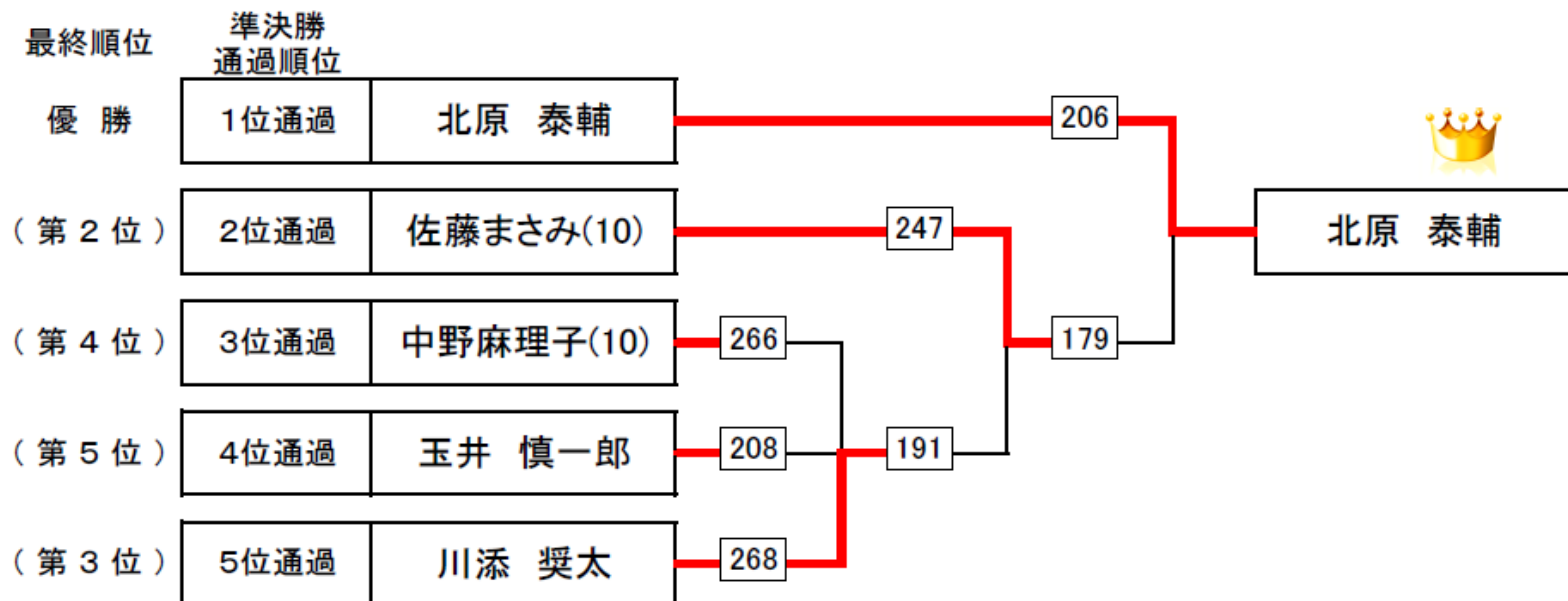 最終順位
準決勝
通過順位
優 勝
1位通過
北原 泰輔
206
( 第 2 位 )
2位通過
佐藤まさみ(10)
247
北原 泰輔
( 第 4 位 )
3位通過
中野麻理子(10)
266
179
( 第 5 位 )
4位通過
玉井 慎一郎
208
191
( 第 3 位 )
5位通過
川添 奨太
268